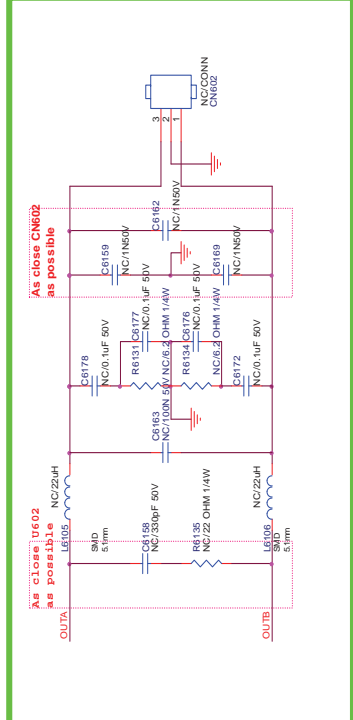 As close U602
as possible
As close CN602
as possible
OUTA
OUTB
L6105
NC/22uH
SMD
5.1mm
L6106
NC/22uH
SMD
5.1mm
C6158
NC/330pF 50V
R6135
NC/22 OHM 1/4W
C6163
NC/100N 50V
C6178
NC/0.1uF 50V
R6131
NC/6.2 OHM 1/4W
C6177
NC/0.1uF 50V
R6134
NC/6.2 OHM 1/4W
C6176
NC/0.1uF 50V
C6172
NC/0.1uF 50V
C6159
NC/1N50V
C6169
NC/1N50V
C6162
NC/1N50V
3
2
1
NC/CONN
CN602